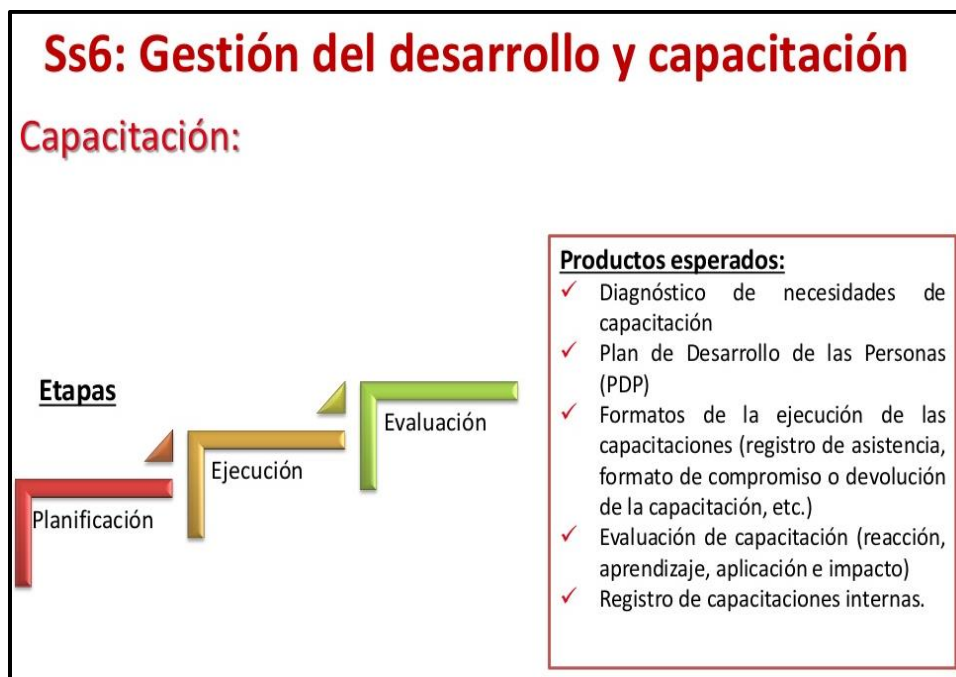 Ss6: Gestión del desarrollo y capacitación
Capacitación:
Etapas
Planificación
Ejecución
Evaluación
Productos esperados:
✓ Diagnóstico de necesidades de
capacitación
✓ Plan de Desarrollo de las Personas
(PDP)
✓ Formatos de la ejecución de las
capacitaciones (registro de asistencia,
formato de compromiso o devolución
de la capacitación, etc.)
✓ Evaluación de capacitación (reacción,
aprendizaje, aplicación e impacto)
✓ Registro de capacitaciones internas.